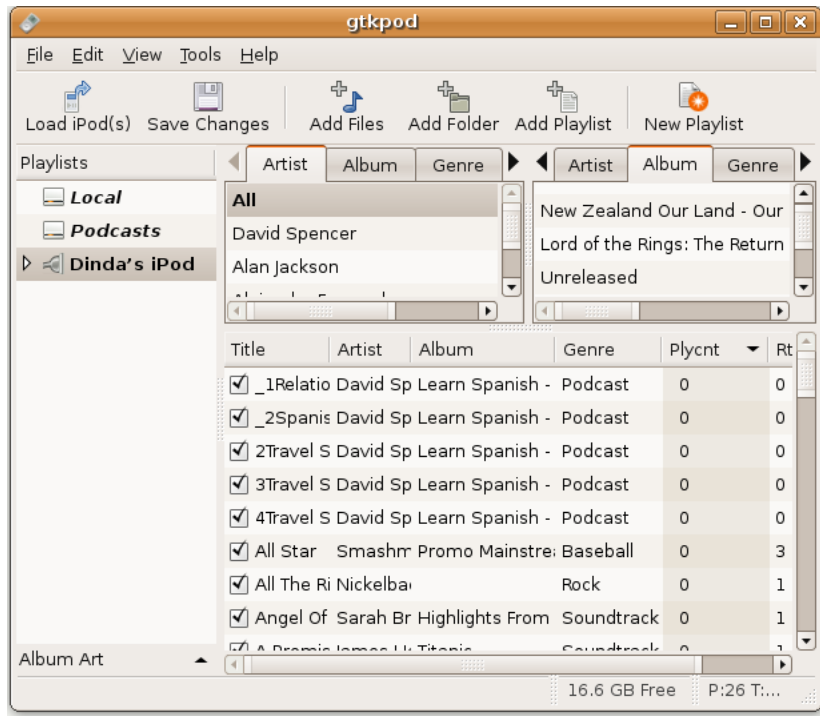 gtkpod
File Edit View Tools Help
Load iPod(s) Save Changes Add Files Add Folder Add Playlist New Playlist
Playlists
Local
Podcasts
Dinda's iPod
Artist Album Genre
All
David Spencer
Alan Jackson
Artist Album Genre
New Zealand Our Land - Our
Lord of the Rings: The Return
Unreleased
Title Artist Album Genre Plycnt Rt
_1Relatio David Sp Learn Spanish - Podcast 0 0
_2Spanis David Sp Learn Spanish - Podcast 0 0
2Travel S David Sp Learn Spanish - Podcast 0 0
3Travel S David Sp Learn Spanish - Podcast 0 0
4Travel S David Sp Learn Spanish - Podcast 0 0
All Star Smashm Promo Mainstre Baseball 0 3
All The Ri Nickelba Rock 0 1
Angel Of Sarah Br Highlights From Soundtrack 0 1
Titanic Soundtrack
Album Art
16.6 GB Free P:26 T:...